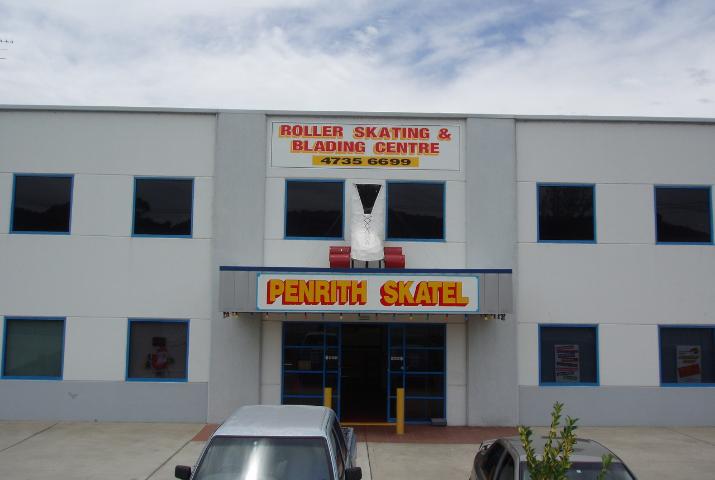 ROLLER SKATING &
BLADING CENTRE
4735 6699
PENRITH SKATEL